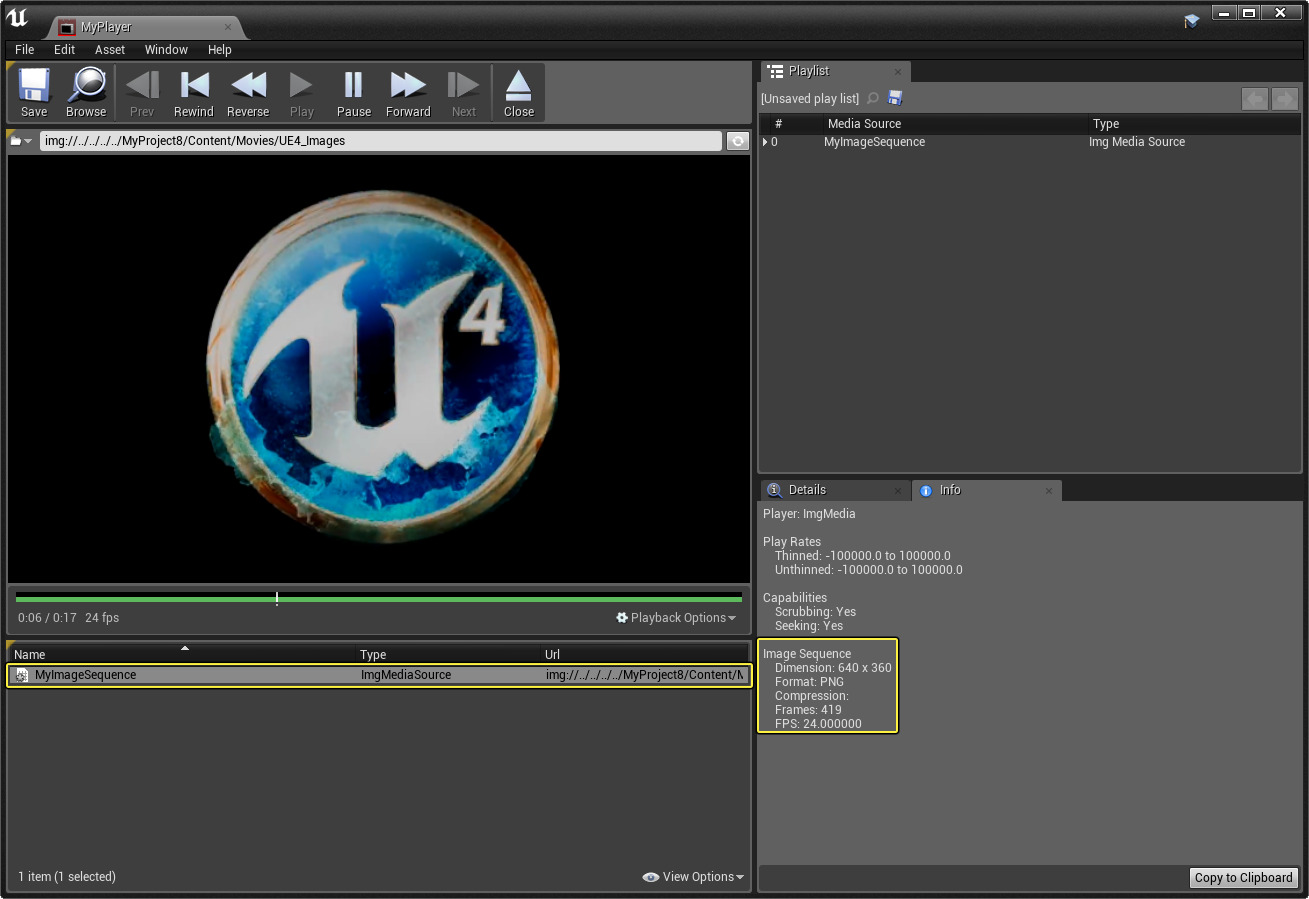 MyPlayer
File Edit Asset Window Help
Save Browse Prev Rewind Reverse Play Pause Forward Next Close
img://../../../../MyProject8/Content/Movies/UE4_Images
4
0:06 / 0:17 24 fps
Playback Options
Name Type Url
MyImageSequence ImgMediaSource img://../../../../MyProject8/Content/M
1 item (1 selected)
View Options
Playlist
[Unsaved play list]
# Media Source Type
0 MyImageSequence Img Media Source
Details Info
Player: ImgMedia
Play Rates
Thinned: -100000.0 to 100000.0
Unthinned: -100000.0 to 100000.0
Capabilities
Scrubbing: Yes
Seeking: Yes
Image Sequence
Dimension: 640 x 360
Format: PNG
Compression:
Frames: 419
FPS: 24.000000
Copy to Clipboard